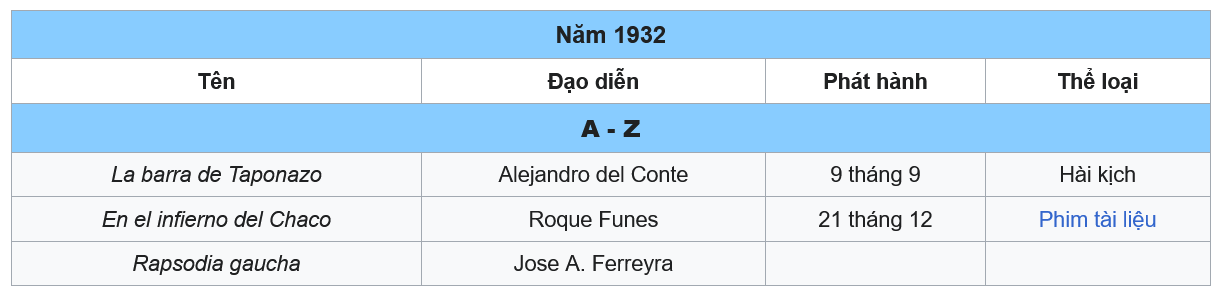 Năm 1932
Tên Đạo diễn Phát hành Thể loại
A - Z
La barra de Taponazo Alejandro del Conte 9 tháng 9 Hài kịch
En el infierno del Chaco Roque Funes 21 tháng 12 Phim tài liệu
Rapsodia gaucha Jose A. Ferreyra